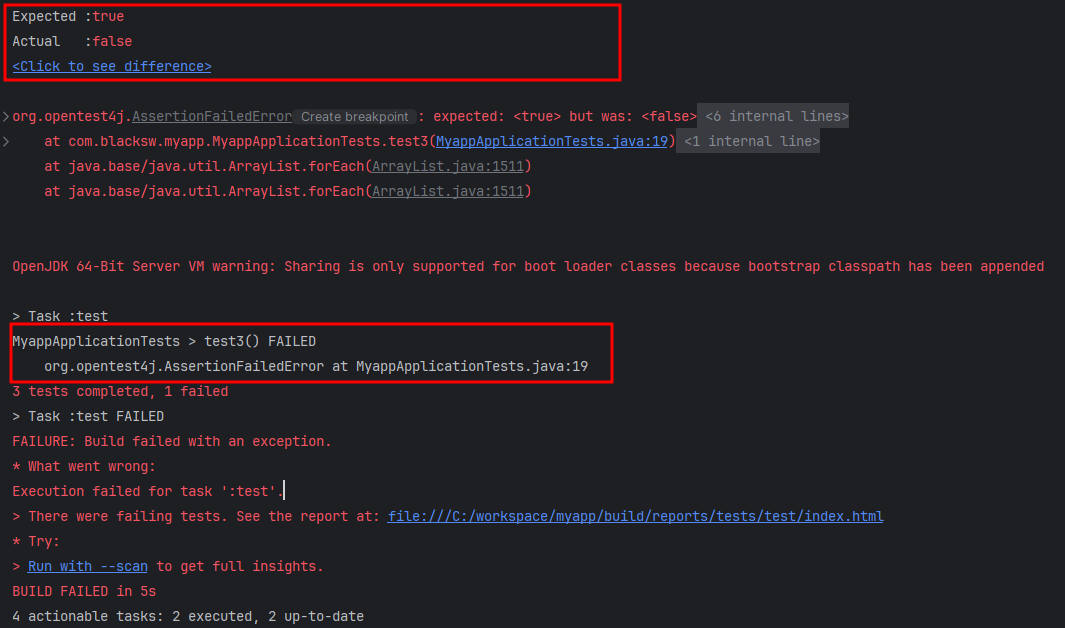 Expected :true
Actual   :false
<Click to see difference>
org.opentest4j.AssertionFailedError Create breakpoint : expected: <true> but was: <false> <6 internal lines>
at com.blacksw.myapp.MyappApplicationTests.test3(MyappApplicationTests.java:19) <1 internal line>
at java.base/java.util.ArrayList.forEach(ArrayList.java:1511)
at java.base/java.util.ArrayList.forEach(ArrayList.java:1511)
OpenJDK 64-Bit Server VM warning: Sharing is only supported for boot loader classes because bootstrap classpath has been appended
> Task :test
MyappApplicationTests > test3() FAILED
org.opentest4j.AssertionFailedError at MyappApplicationTests.java:19
3 tests completed, 1 failed
> Task :test FAILED
FAILURE: Build failed with an exception.
* What went wrong:
Execution failed for task ':test'.
> There were failing tests. See the report at: file:///C:/workspace/myapp/build/reports/tests/test/index.html
* Try:
> Run with --scan to get full insights.
BUILD FAILED in 5s
4 actionable tasks: 2 executed, 2 up-to-date